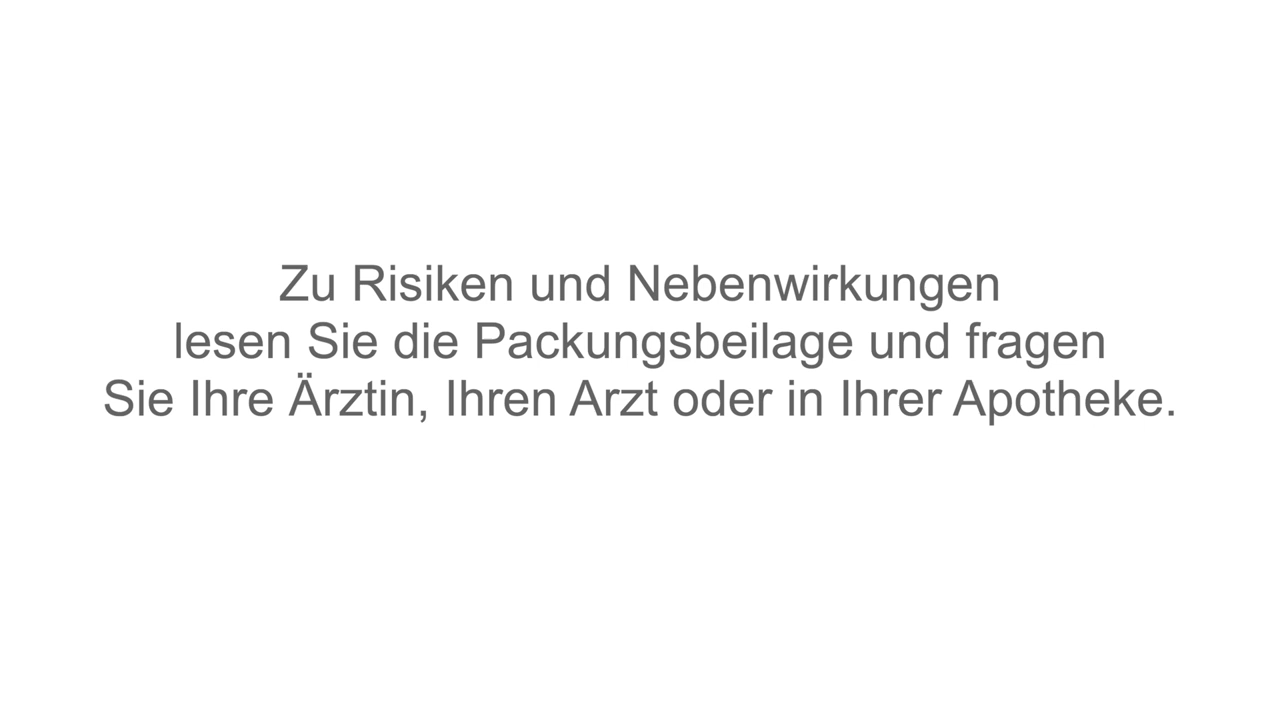 Zu Risiken und Nebenwirkungen
lesen Sie die Packungsbeilage und fragen
Sie Ihre Ärztin, Ihren Arzt oder in Ihrer Apotheke.